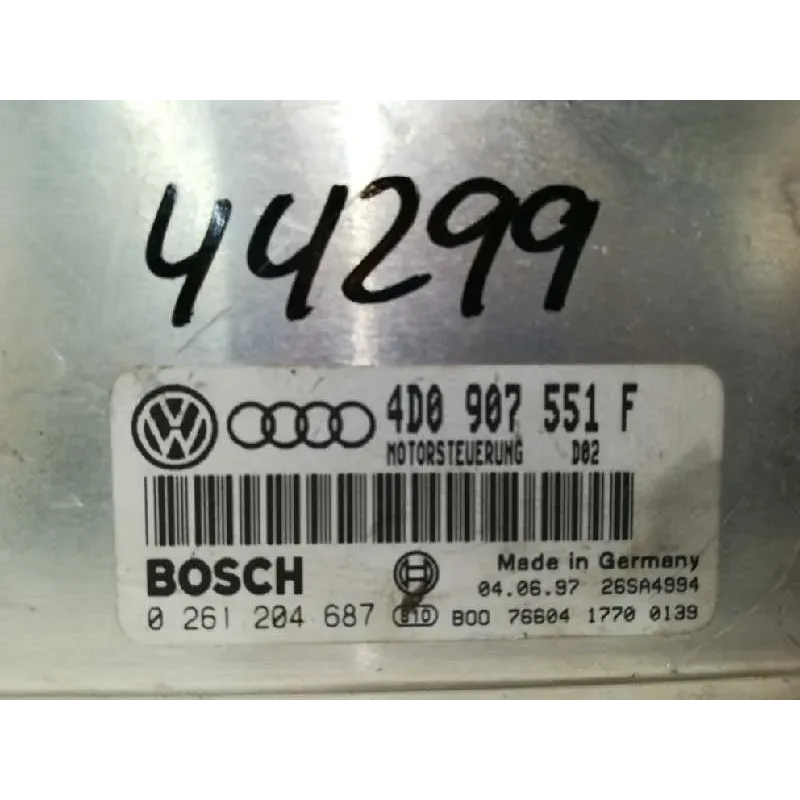 44299
4D0 907 551 F
MOTORSTEUERUNG D02
BOSCH
Made in Germany
04.06.97 26SA4994
0 261 204 687 B10 B00 76604 1770 0139